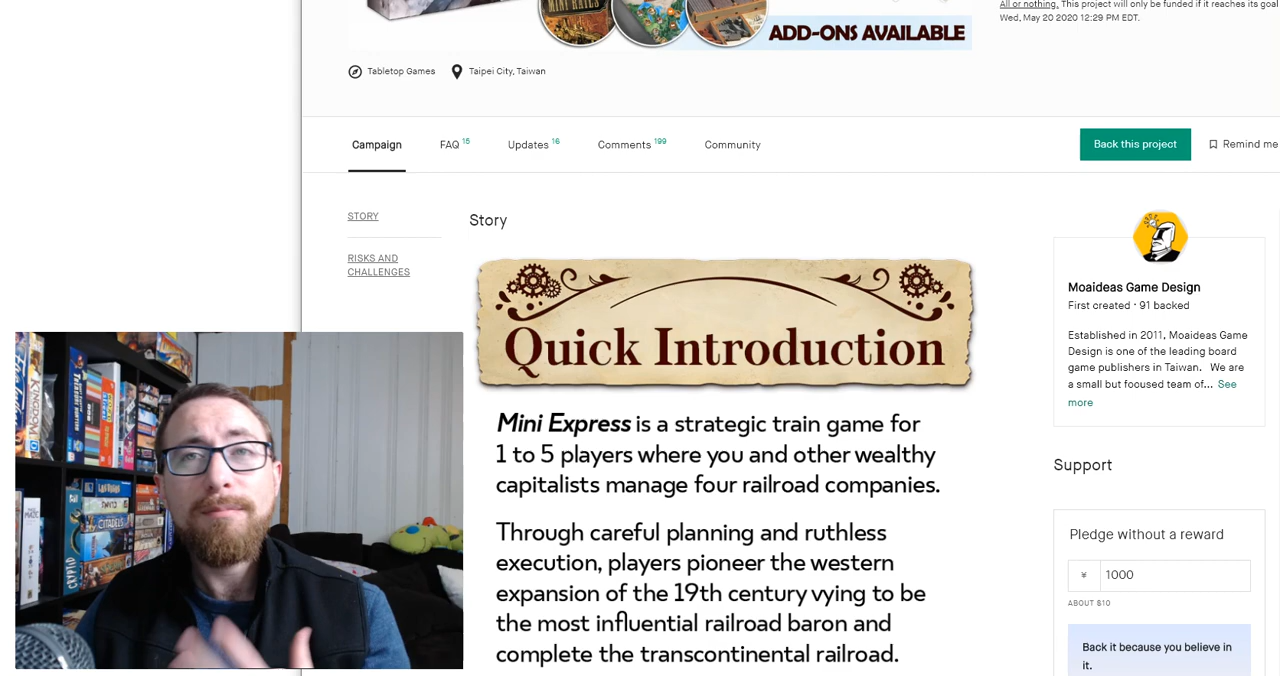 MINI RAILS
ADD-ONS AVAILABLE
All or nothing. This project will only be funded if it reaches its goal
Wed, May 20 2020 12:29 PM EDT.
Tabletop Games
Taipei City, Taiwan
Campaign
FAQ 15
Updates 16
Comments 199
Community
Back this project
Remind me
STORY
RISKS AND
CHALLENGES
Story
Quick Introduction
Mini Express is a strategic train game for
1 to 5 players where you and other wealthy
capitalists manage four railroad companies.
Through careful planning and ruthless
execution, players pioneer the western
expansion of the 19th century vying to be
the most influential railroad baron and
complete the transcontinental railroad.
Moaideas Game Design
First created · 91 backed
Established in 2011, Moaideas Game
Design is one of the leading board
game publishers in Taiwan. We are
a small but focused team of... See
more
Support
Pledge without a reward
¥ 1000
ABOUT $10
Back it because you believe in
it.
KINGDOM
CITADELS
CRYPTID